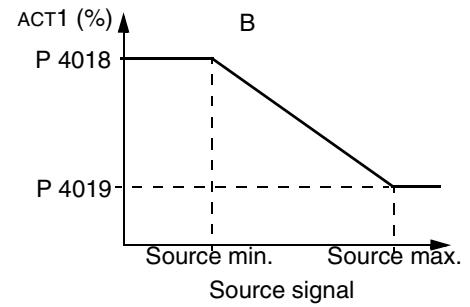 ACT1 (%)
B
P 4018
P 4019
Source min.
Source max.
Source signal